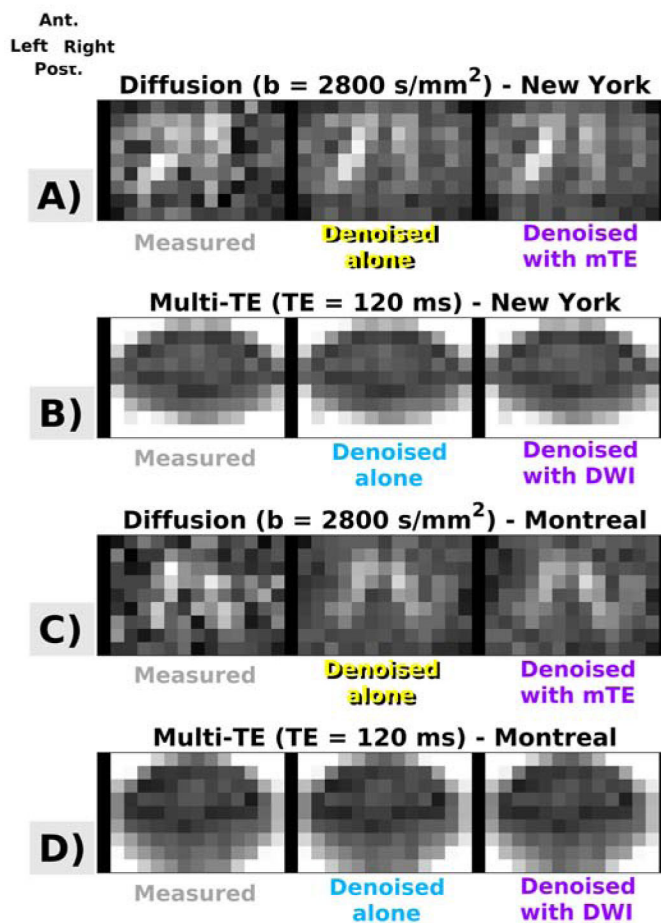 Ant.
Left Right
Post.
Diffusion (b = 2800 s/mm²) - New York
A)
Measured
Denoised alone
Denoised with mTE
Multi-TE (TE = 120 ms) - New York
B)
Measured
Denoised alone
Denoised with DWI
Diffusion (b = 2800 s/mm²) - Montreal
C)
Measured
Denoised alone
Denoised with mTE
Multi-TE (TE = 120 ms) - Montreal
D)
Measured
Denoised alone
Denoised with DWI